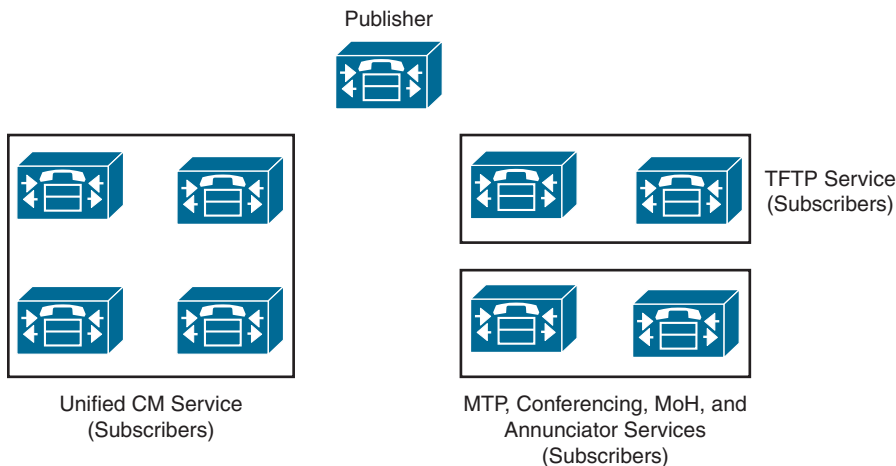 Publisher
TFTP Service
(Subscribers)
Unified CM Service
(Subscribers)
MTP, Conferencing, MoH, and
Annunciator Services
(Subscribers)